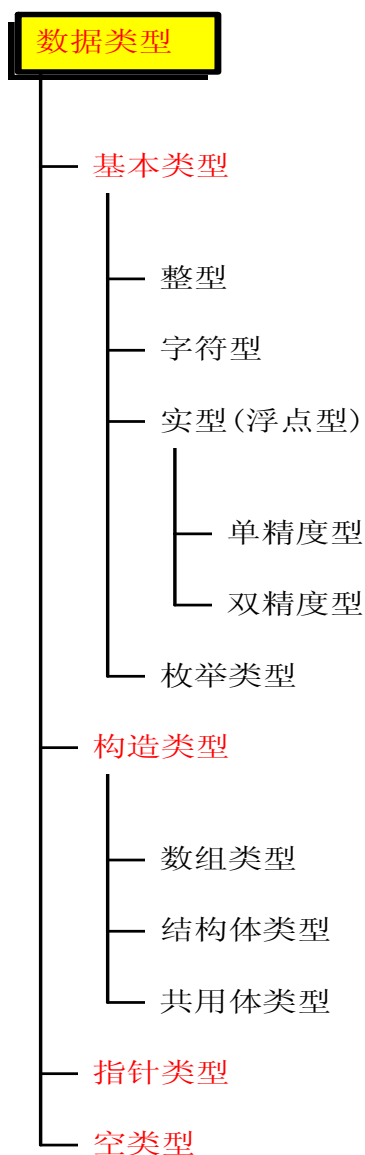 数据类型
基本类型
整型
字符型
实型(浮点型)
单精度型
双精度型
枚举类型
构造类型
数组类型
结构体类型
共用体类型
指针类型
空类型